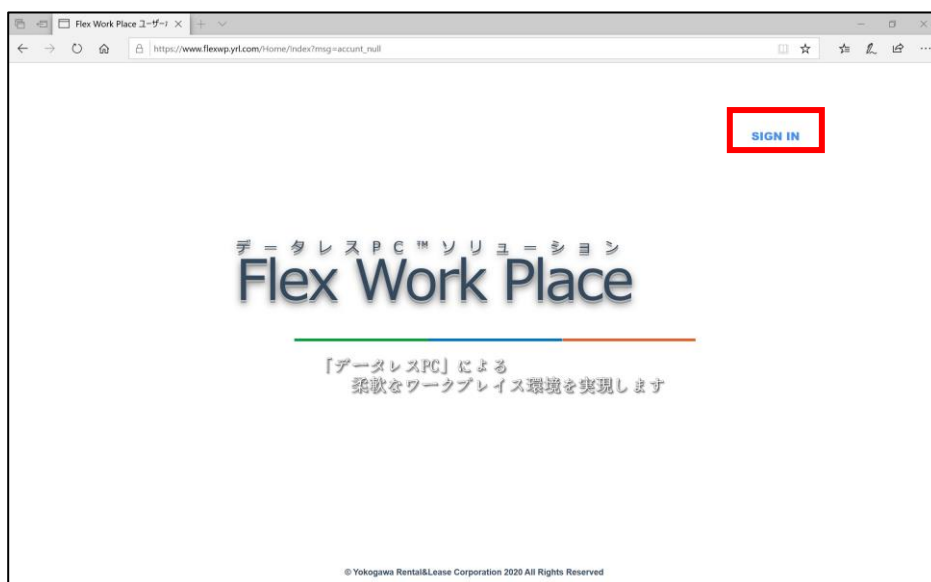 Flex Work Place ユーザーﾏ
https://www.flexwp.yrl.com/Home/Index?msg=accunt_null
SIGN IN
データレスPC™ソリューション
Flex Work Place
「データレスPC」による
柔軟なワークプレイス環境を実現します
© Yokogawa Rental&Lease Corporation 2020 All Rights Reserved